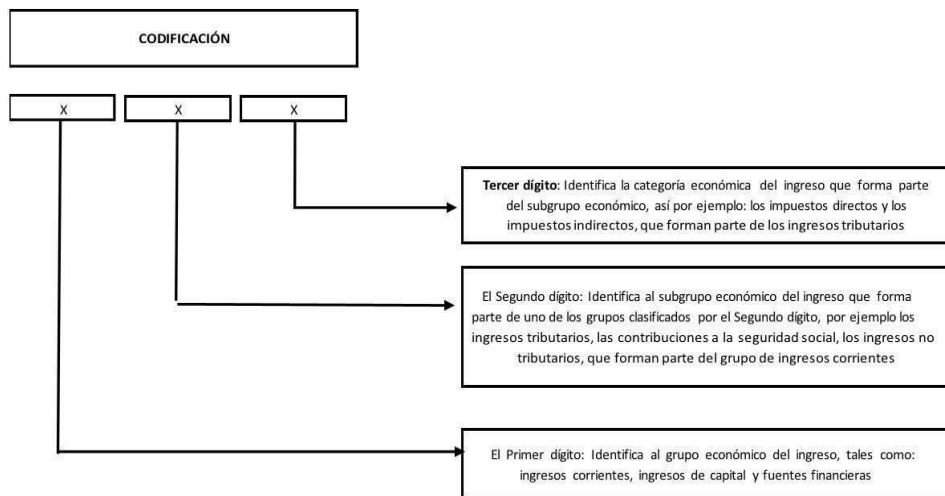 CODIFICACIÓN
X X X
Tercer dígito: Identifica la categoría económica del ingreso que forma parte
del subgrupo económico, así por ejemplo: los impuestos directos y los
impuestos indirectos, que forman parte de los ingresos tributarios
El Segundo dígito: Identifica al subgrupo económico del ingreso que forma
parte de uno de los grupos clasificados por el Segundo dígito, por ejemplo los
ingresos tributarios, las contribuciones a la seguridad social, los ingresos no
tributarios, que forman parte del grupo de ingresos corrientes
El Primer dígito: Identifica al grupo económico del ingreso, tales como:
ingresos corrientes, ingresos de capital y fuentes financieras